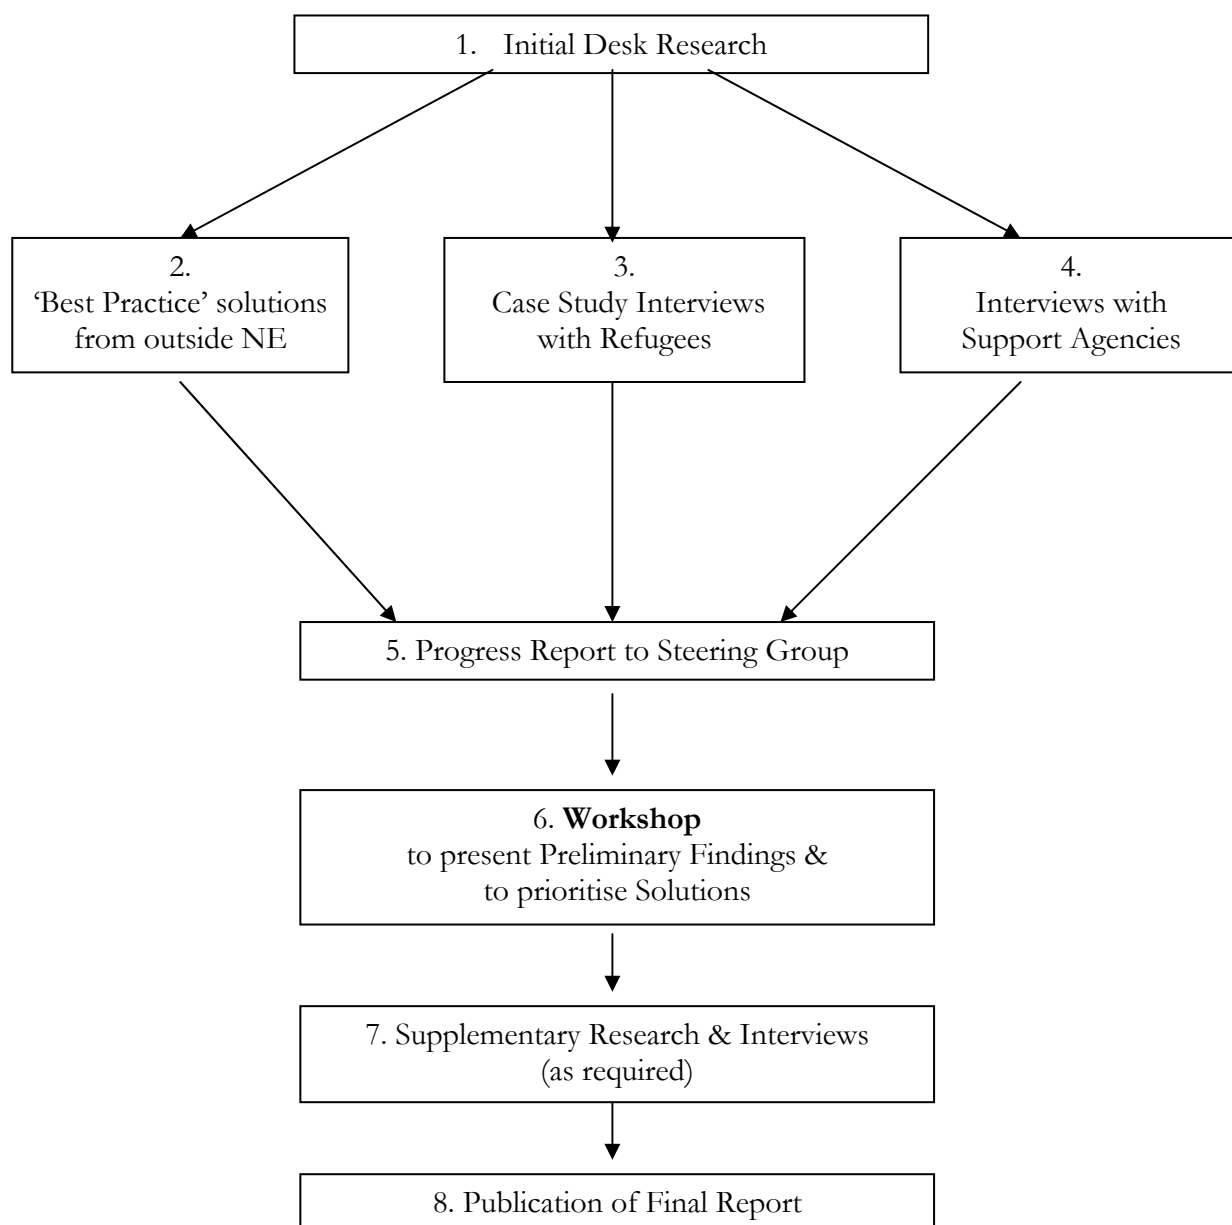 1. Initial Desk Research
2.
‘Best Practice’ solutions
from outside NE
3.
Case Study Interviews
with Refugees
4.
Interviews with
Support Agencies
5. Progress Report to Steering Group
6. Workshop
to present Preliminary Findings &
to prioritise Solutions
7. Supplementary Research & Interviews
(as required)
8. Publication of Final Report